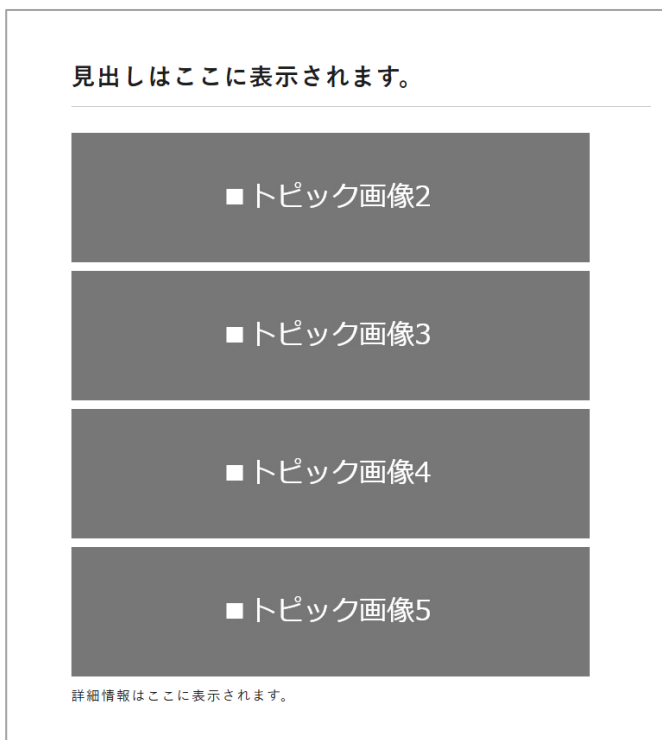 見出しはここに表示されます。
■トピック画像2
■トピック画像3
■トピック画像4
■トピック画像5
詳細情報はここに表示されます。